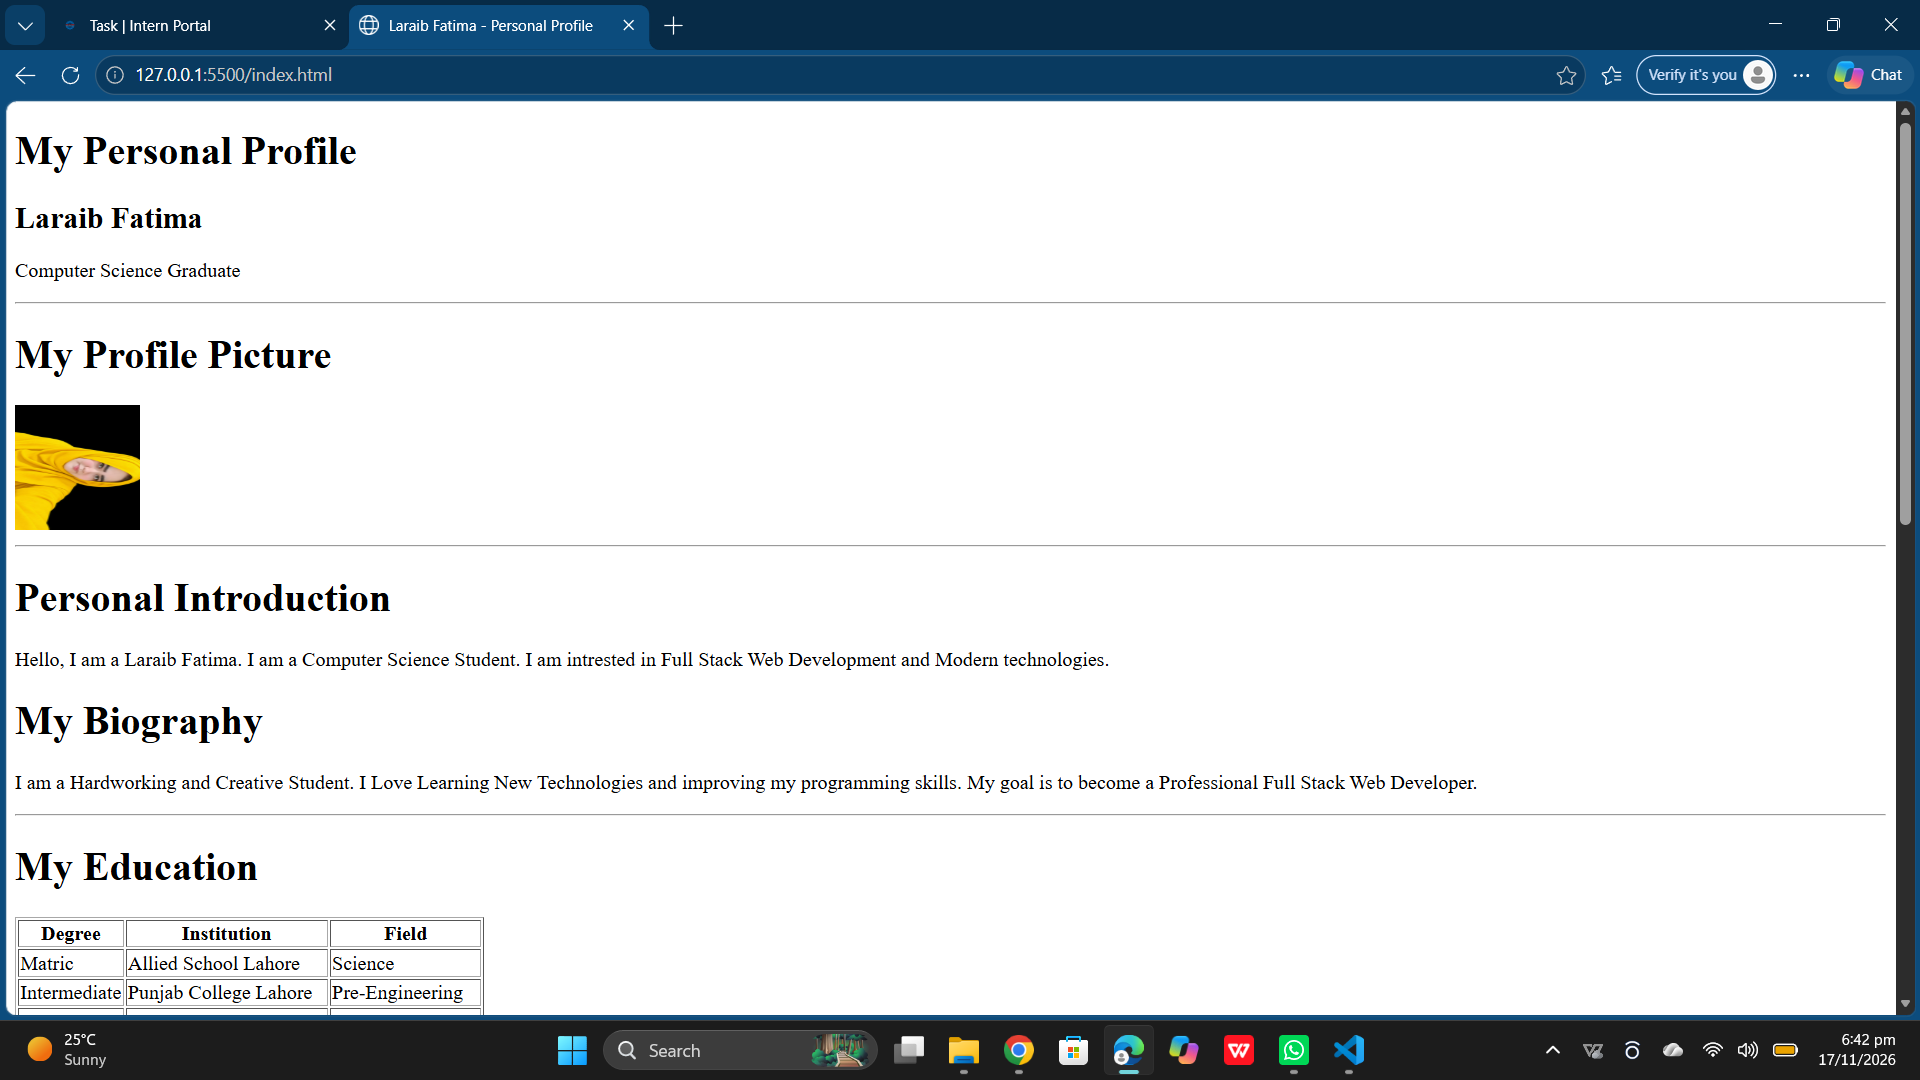 Task | Intern Portal
Laraib Fatima - Personal Profile
127.0.0.1:5500/index.html
Verify it's you
Chat
My Personal Profile
Laraib Fatima
Computer Science Graduate
My Profile Picture
Personal Introduction
Hello, I am a Laraib Fatima. I am a Computer Science Student. I am intrested in Full Stack Web Development and Modern technologies.
My Biography
I am a Hardworking and Creative Student. I Love Learning New Technologies and improving my programming skills. My goal is to become a Professional Full Stack Web Developer.
My Education
Degree Institution Field
Matric Allied School Lahore Science
Intermediate Punjab College Lahore Pre-Engineering
25°C
Sunny
Search
6:42 pm
17/11/2026